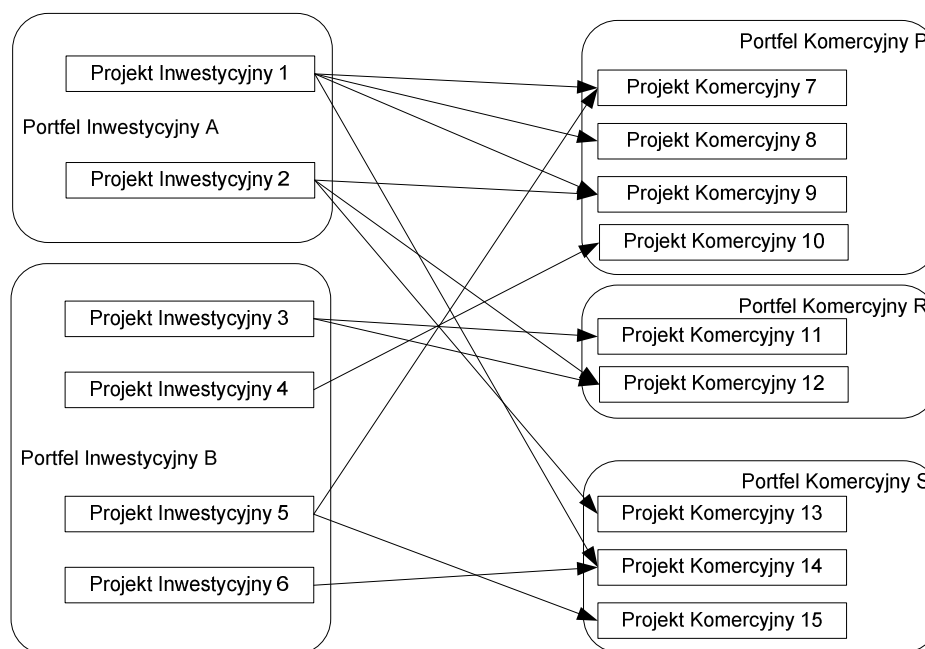 Projekt Inwestycyjny 1
Portfel Inwestycyjny A
Projekt Inwestycyjny 2
Projekt Inwestycyjny 3
Projekt Inwestycyjny 4
Portfel Inwestycyjny B
Projekt Inwestycyjny 5
Projekt Inwestycyjny 6
Portfel Komercyjny P
Projekt Komercyjny 7
Projekt Komercyjny 8
Projekt Komercyjny 9
Projekt Komercyjny 10
Portfel Komercyjny R
Projekt Komercyjny 11
Projekt Komercyjny 12
Portfel Komercyjny S
Projekt Komercyjny 13
Projekt Komercyjny 14
Projekt Komercyjny 15